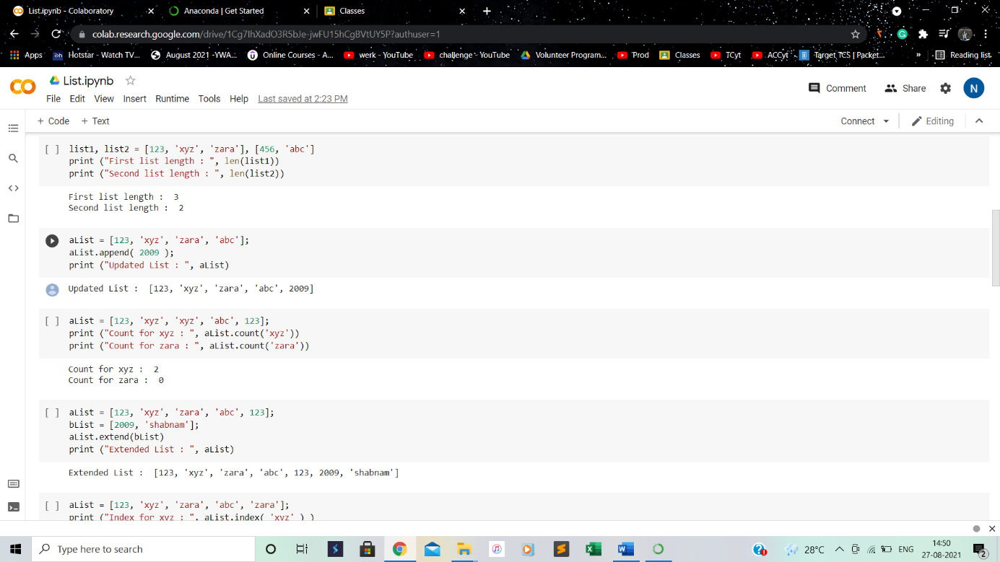 List.ipynb - Colaboratory
Anaconda | Get Started
Classes
colab.research.google.com/drive/1Cg7IhXadO3R5bJe-jwFU15hCgBVtUY5P?authuser=1
Apps
Hotstar - Watch TV...
August 2021 -YWA...
Online Courses - A...
werk - YouTube
challenge - YouTube
Volunteer Program...
Prod
Classes
TCyt
ACCyt
Target TCS | Packet...
»
Reading list
List.ipynb
Comment
Share
N
File Edit View Insert Runtime Tools Help Last saved at 2:23 PM
+ Code + Text
Connect
Editing
[ ] list1, list2 = [123, 'xyz', 'zara'], [456, 'abc']
print ("First list length : ", len(list1))
print ("Second list length : ", len(list2))
First list length :  3
Second list length :  2
aList = [123, 'xyz', 'zara', 'abc'];
aList.append( 2009 );
print ("Updated List : ", aList)
Updated List :  [123, 'xyz', 'zara', 'abc', 2009]
[ ] aList = [123, 'xyz', 'xyz', 'abc', 123];
print ("Count for xyz : ", aList.count('xyz'))
print ("Count for zara : ", aList.count('zara'))
Count for xyz :  2
Count for zara :  0
[ ] aList = [123, 'xyz', 'zara', 'abc', 123];
bList = [2009, 'shabnam'];
aList.extend(bList)
print ("Extended List : ", aList)
Extended List :  [123, 'xyz', 'zara', 'abc', 123, 2009, 'shabnam']
[ ] aList = [123, 'xyz', 'zara', 'abc', 'zara'];
print ("Index for xyz : ", aList.index( 'xyz' ) )
Type here to search
28°C
ENG
14:50
27-08-2021
2